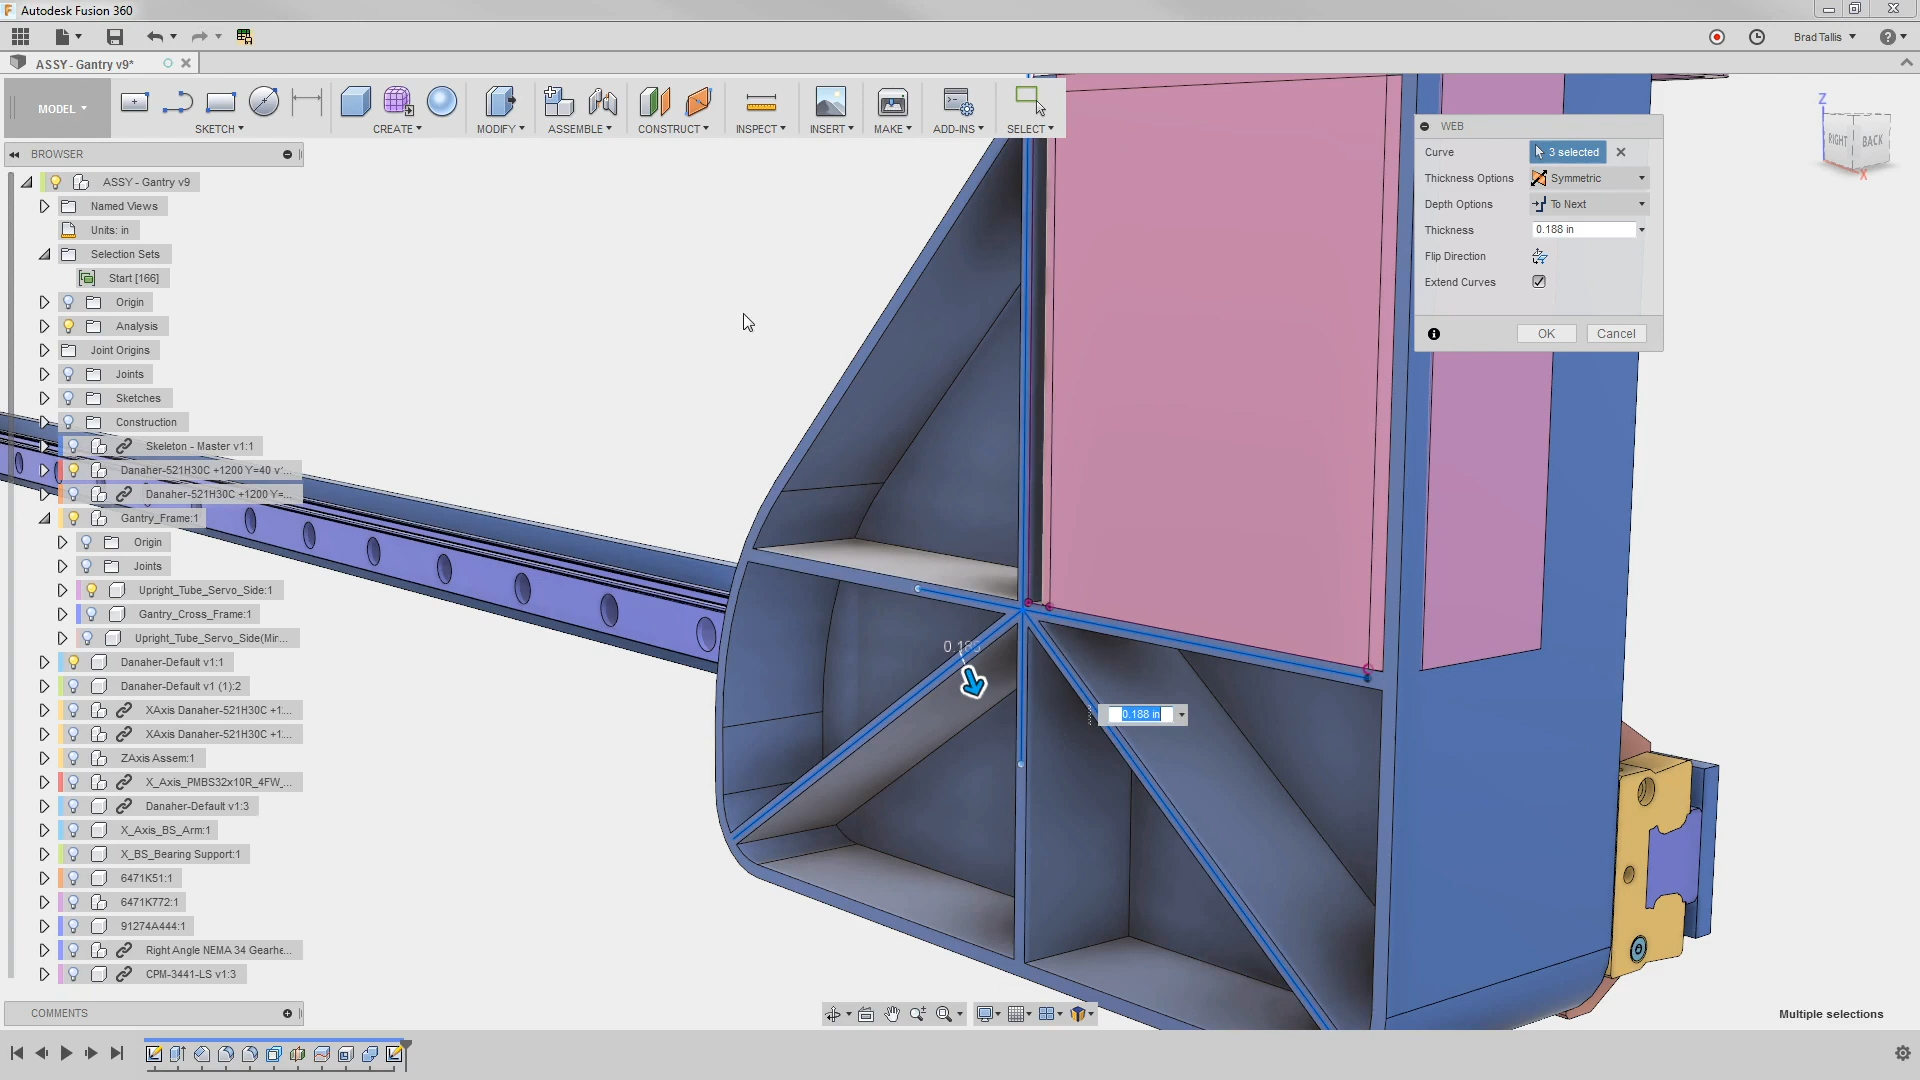 Autodesk Fusion 360
Brad Tallis
ASSY - Gantry v9*
MODEL
SKETCH
CREATE
MODIFY
ASSEMBLE
CONSTRUCT
INSPECT
INSERT
MAKE
ADD-INS
SELECT
BROWSER
ASSY - Gantry v9
Named Views
Units: in
Selection Sets
Start [166]
Origin
Analysis
Joint Origins
Joints
Sketches
Construction
Skeleton - Master v1:1
Danaher-521H30C +1200 Y=40 v'...
Danaher-521H30C +1200 Y=...
Gantry_Frame:1
Origin
Joints
Upright_Tube_Servo_Side:1
Gantry_Cross_Frame:1
Upright_Tube_Servo_Side(Mir...
Danaher-Default v1:1
Danaher-Default v1 (1):2
XAxis Danaher-521H30C +1:...
XAxis Danaher-521H30C +1:...
ZAxis Assem:1
X_Axis_PMBS32x10R_4FW_...
Danaher-Default v1:3
X_Axis_BS_Arm:1
X_BS_Bearing Support:1
6471K51:1
6471K772:1
91274A444:1
Right Angle NEMA 34 Gearhe...
CPM-3441-LS v1:3
COMMENTS
WEB
Curve
3 selected
Thickness Options
Symmetric
Depth Options
To Next
Thickness
0.188 in
Flip Direction
Extend Curves
OK
Cancel
Z
RIGHT
BACK
X
0.188 in
Multiple selections